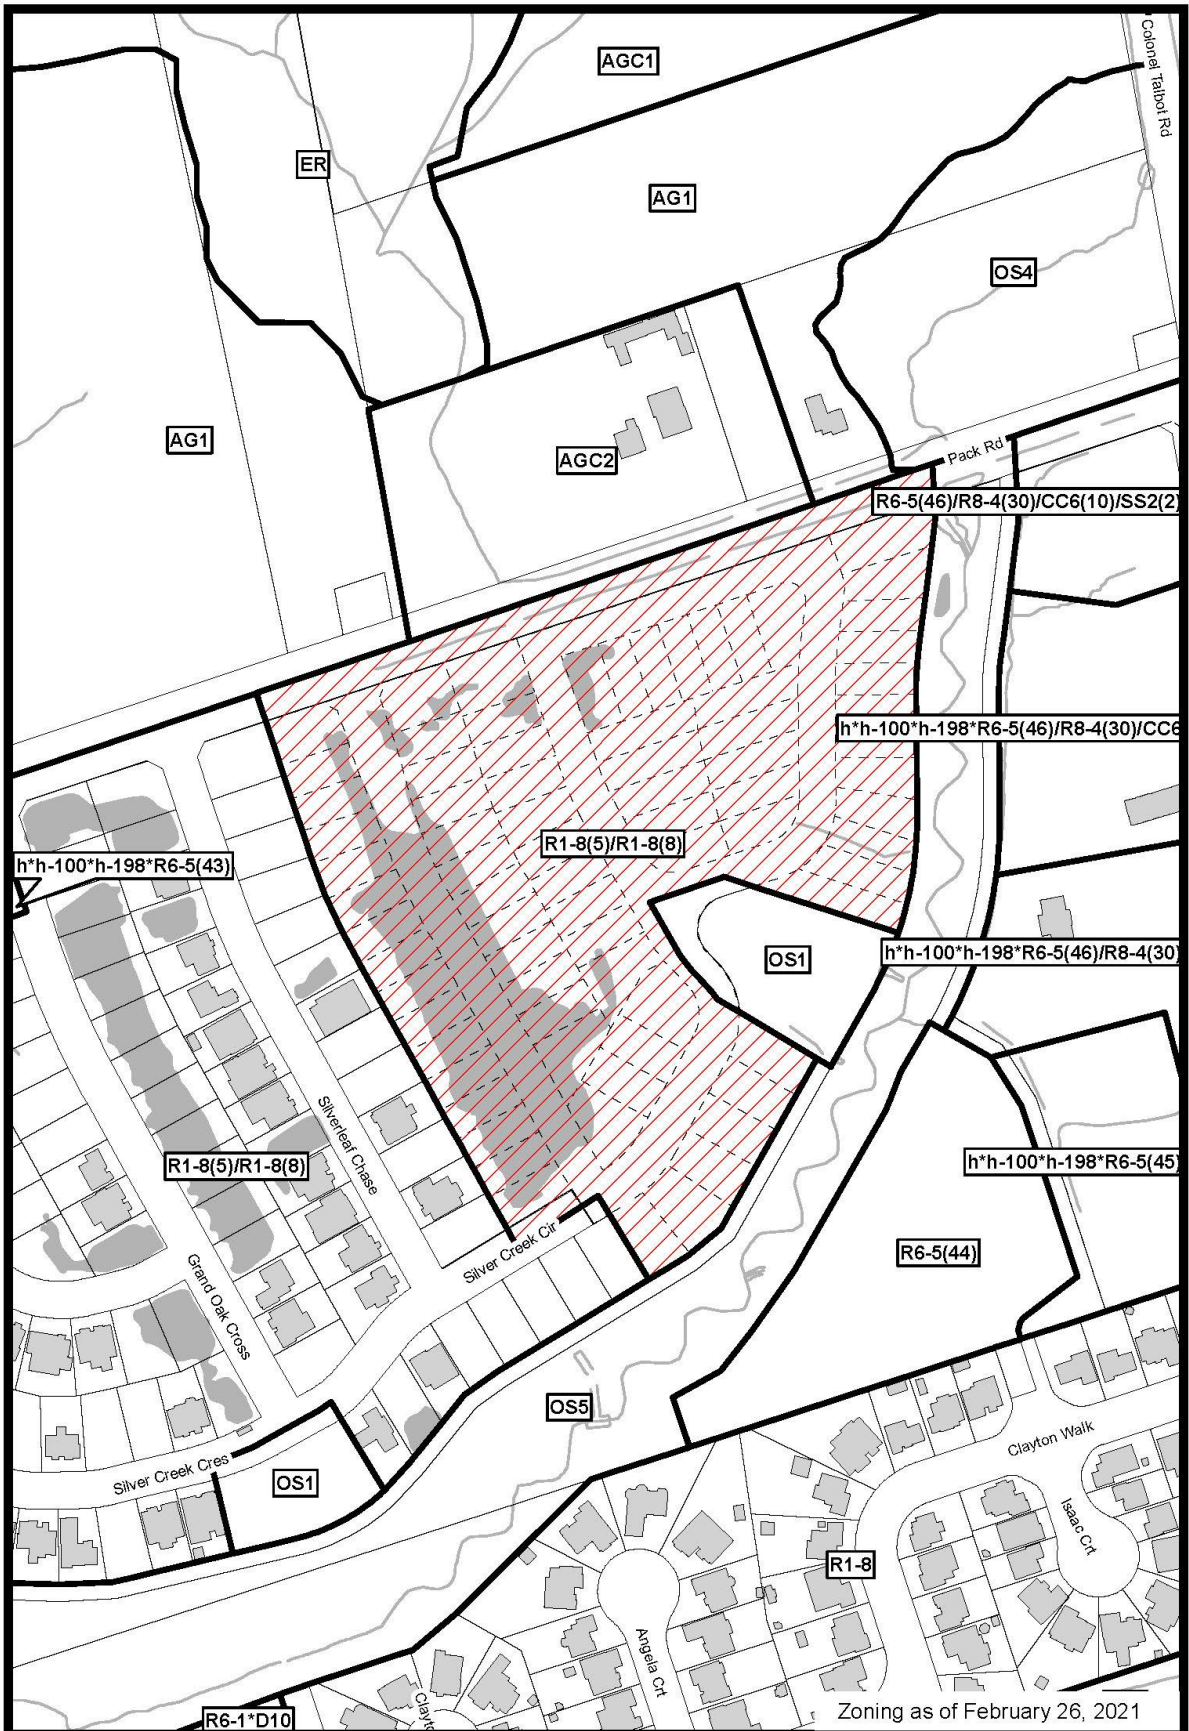 Colonel Talbot Rd
AGC1
ER
AG1
OS4
AG1
AGC2
Pack Rd
R6-5(46)/R8-4(30)/CC6(10)/SS2(2)
h*h-100*h-198*R6-5(46)/R8-4(30)/CC6
R1-8(5)/R1-8(8)
h*h-100*h-198*R6-5(43)
OS1
h*h-100*h-198*R6-5(46)/R8-4(30)
Silverleaf Chase
R1-8(5)/R1-8(8)
h*h-100*h-198*R6-5(45)
Silver Creek Cir
R6-5(44)
Grand Oak Cross
OS5
Clayton Walk
Silver Creek Cres
OS1
Isaac Crt
R1-8
Angela Crt
Clayto
R6-1*D10
Zoning as of February 26, 2021